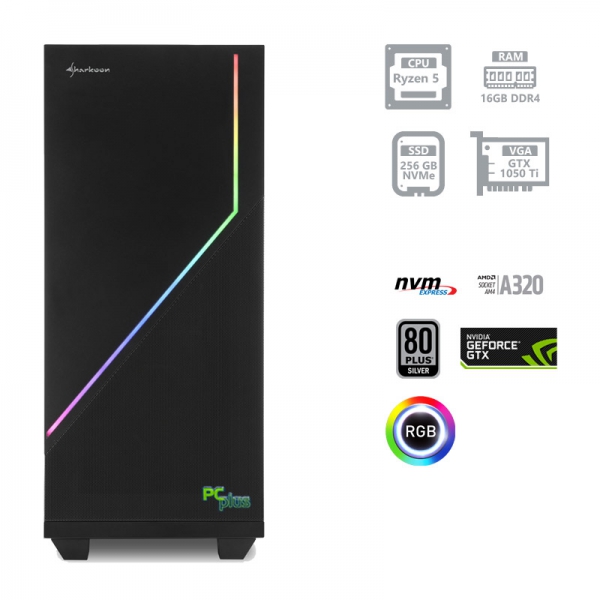 Sharkoon
PC
plus
CPU
Ryzen 5
RAM
16GB DDR4
SSD
256 GB
NVMe
VGA
GTX
1050 Ti
nvm
EXPRESS
AMD
SOCKET
AM4
A320
80
PLUS
SILVER
NVIDIA
GEFORCE
GTX
RGB